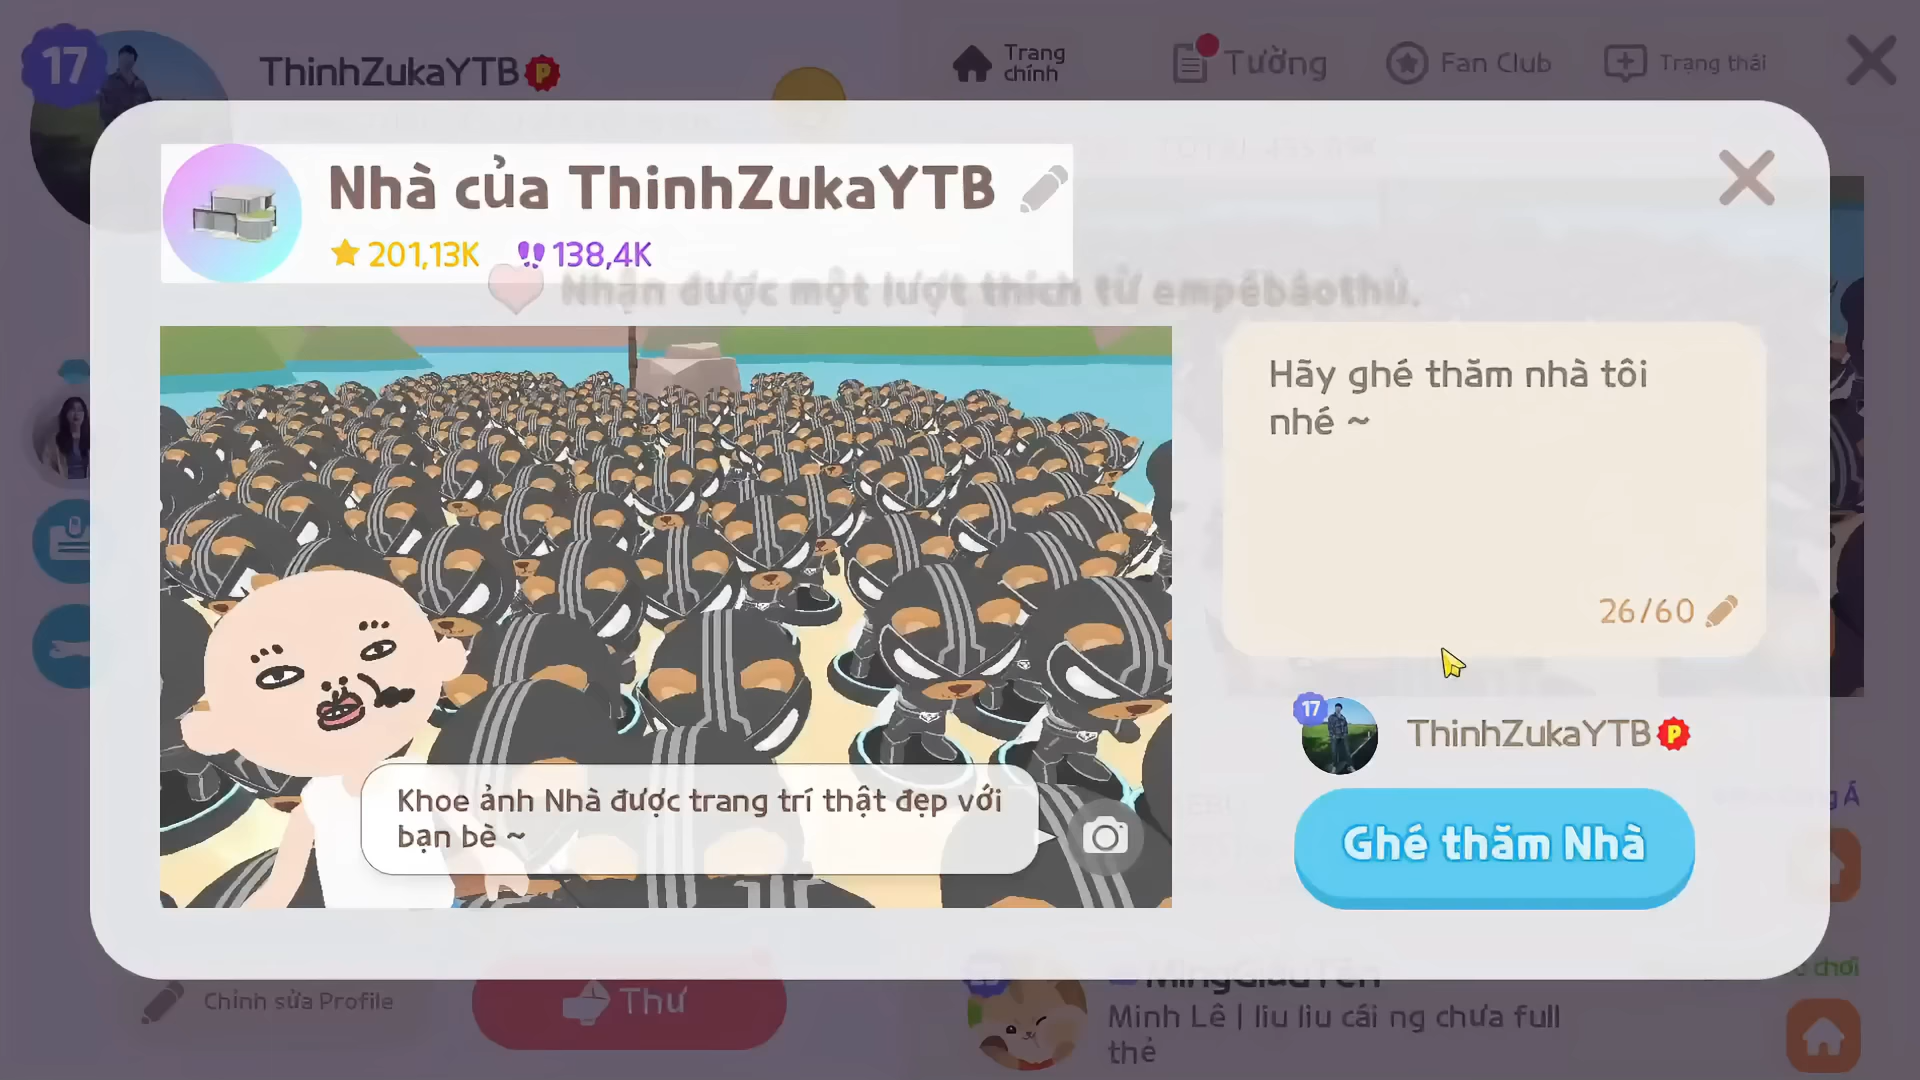 17
ThinhZukaYTB
P
Trang
chính
Tường
Fan Club
Trạng thái
Nhà của ThinhZukaYTB
201,13K
138,4K
Nhận được một lượt thích từ empébáothủ.
Hãy ghé thăm nhà tôi
nhé ~
26/60
17
ThinhZukaYTB
P
Ghé thăm Nhà
Khoe ảnh Nhà được trang trí thật đẹp với
bạn bè ~
Chỉnh sửa Profile
Thư
MingGiấuTên
chơi
Minh Lê | liu liu cái ng chưa full
thẻ